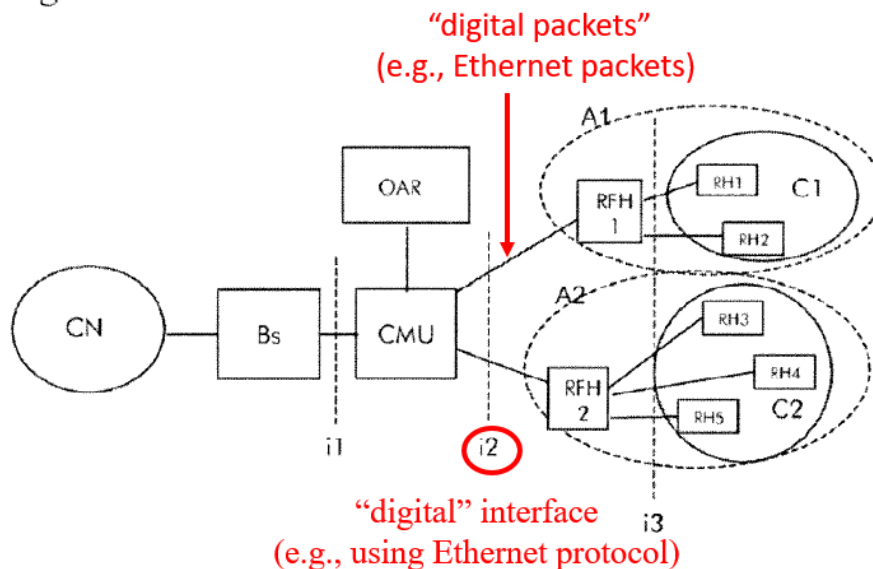 “digital packets”
(e.g., Ethernet packets)
A1
OAR
RFH
1
RH1
C1
RH2
CN
Bs
CMU
A2
RFH
2
RH3
RH4
C2
RH5
i1
i2
i3
“digital” interface
(e.g., using Ethernet protocol)